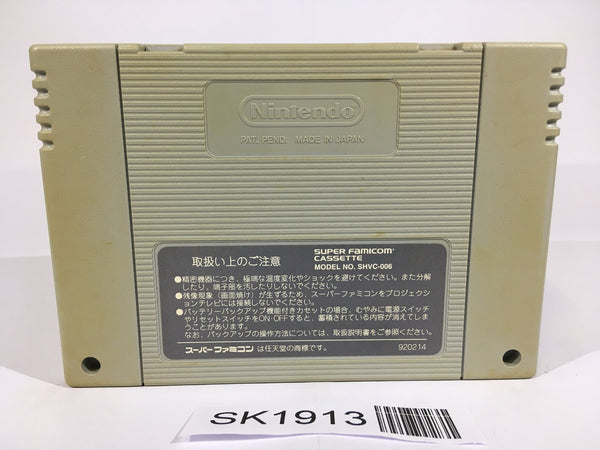 Nintendo
PAT. PEND. MADE IN JAPAN
取扱い上のご注意
SUPER FAMICOM
CASSETTE
MODEL NO. SHVC-006
●精密機器につき、極端な温度変化やショックを避けてください。また分解
したり、端子部を汚したりしないでください。
●残像現象（画面焼け）が生ずるため、スーパーファミコンをプロジェクシ
ョンテレビには接続しないでください。
●バッテリーバックアップ機能付きカセットの場合、むやみに電源スイッチ
やリセットスイッチをON・OFFすると、蓄積されている内容が消えてしま
うことがあります。
なお、バックアップの操作方法については、取扱説明書をご参照ください。
スーパーファミコン は任天堂の商標です。
920214
SK1913